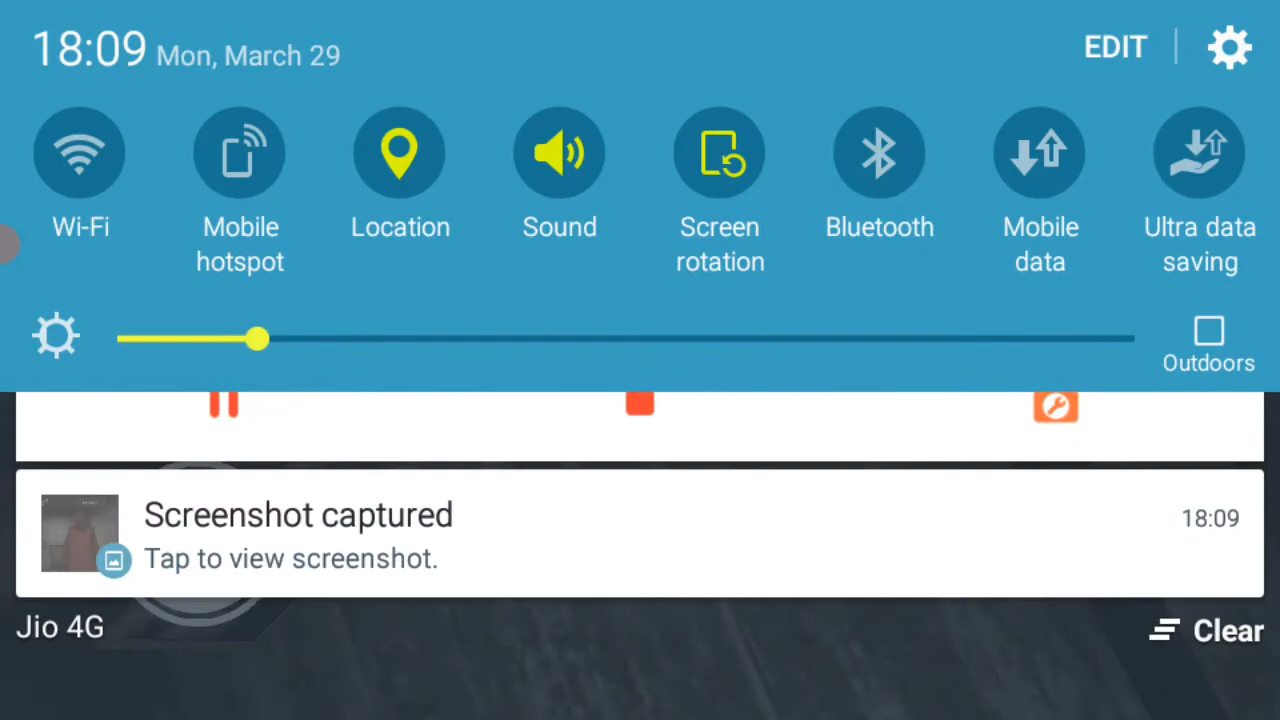 18:09 Mon, March 29
EDIT
Wi-Fi
Mobile
hotspot
Location
Sound
Screen
rotation
Bluetooth
Mobile
data
Ultra data
saving
Outdoors
Screenshot captured
18:09
Tap to view screenshot.
Jio 4G
Clear